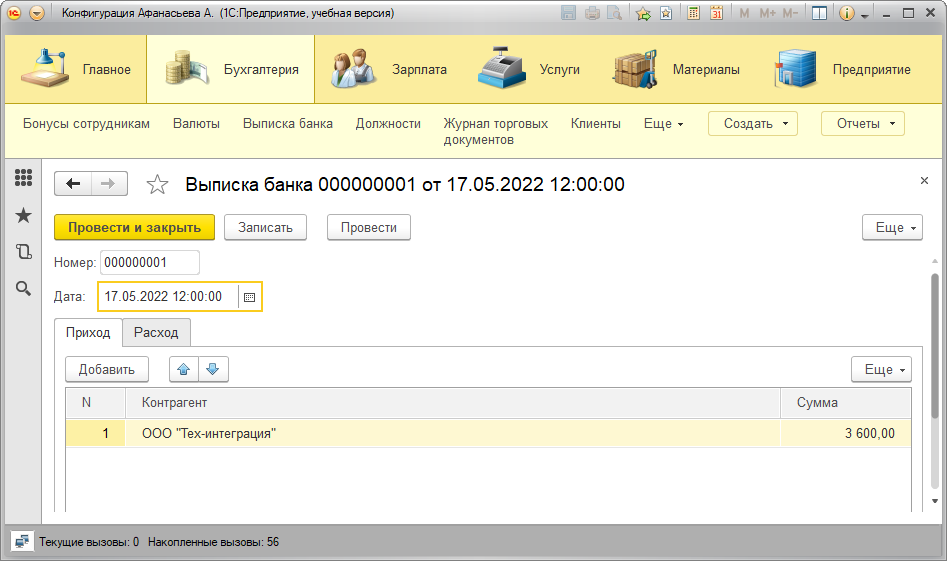 Конфигурация Афанасьева А. (1С:Предприятие, учебная версия)
M M+ M-
Главное Бухгалтерия Зарплата Услуги Материалы Предприятие
Бонусы сотрудникам Валюты Выписка банка Должности Журнал торговых документов Клиенты Еще Создать Отчеты
Выписка банка 000000001 от 17.05.2022 12:00:00
Провести и закрыть Записать Провести Еще
Номер: 000000001
Дата: 17.05.2022 12:00:00
Приход Расход
Добавить Еще
N Контрагент Сумма
1 ООО "Тех-интеграция" 3 600,00
Текущие вызовы: 0 Накопленные вызовы: 56